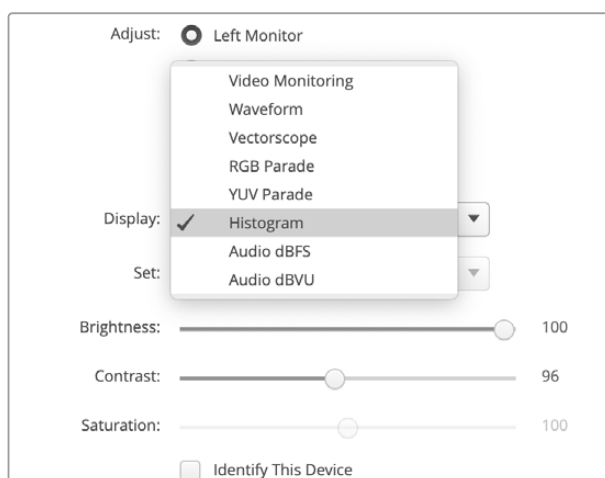 Adjust: Left Monitor
Video Monitoring
Waveform
Vectorscope
RGB Parade
YUV Parade
Display: ✓ Histogram
Audio dBFS
Set: Audio dBVU
Brightness: 100
Contrast: 96
Saturation: 100
Identify This Device